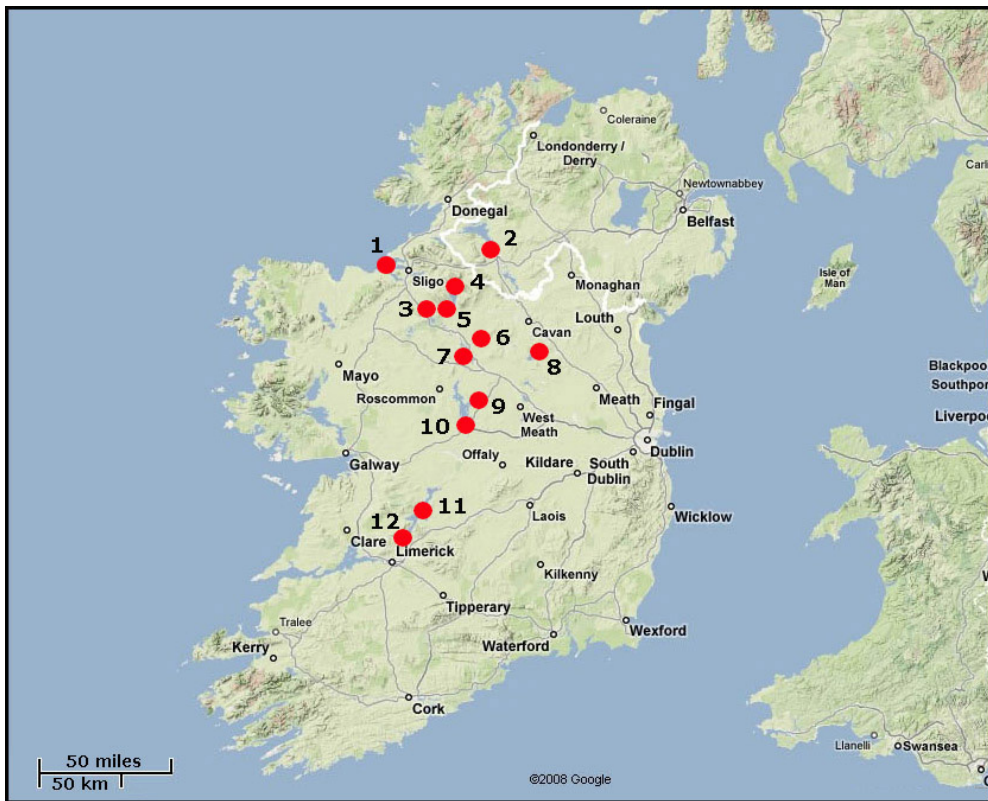 Coleraine
Londonderry /
Derry
Carli
Newtownabbey
Donegal
Belfast
2
1
Sligo
4
Monaghan
Isle of
Man
3
5
Louth
Cavan
6
7
8
Mayo
Blackpoo
Roscommon
Meath
Southport
9
West
Meath
Fingal
Liverpoo
10
Dublin
Galway
Offaly
Kildare
South
Dublin
11
Laois
Wicklow
12
Clare
Limerick
Kilkenny
Tipperary
Tralee
Wexford
Kerry
Waterford
Cork
Llanelli
Swansea
50 miles
50 km
©2008 Google